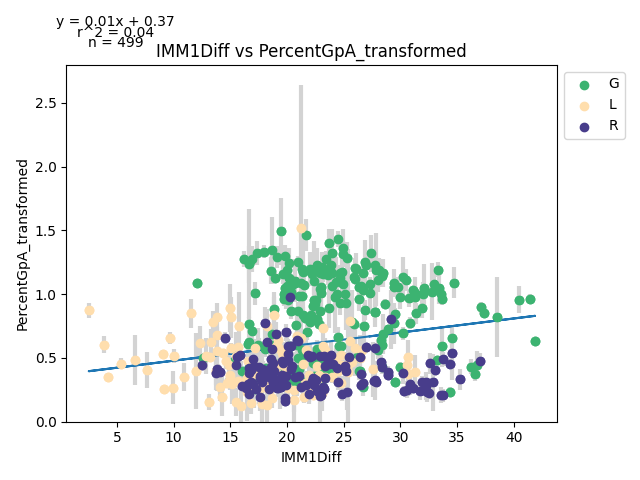 y = 0.01x + 0.37
r^2 = 0.04
n = 499
IMM1Diff vs PercentGpA_transformed
G
L
R
PercentGpA_transformed
2.5
2.0
1.5
1.0
0.5
0.0
5 10 15 20 25 30 35 40
IMM1Diff